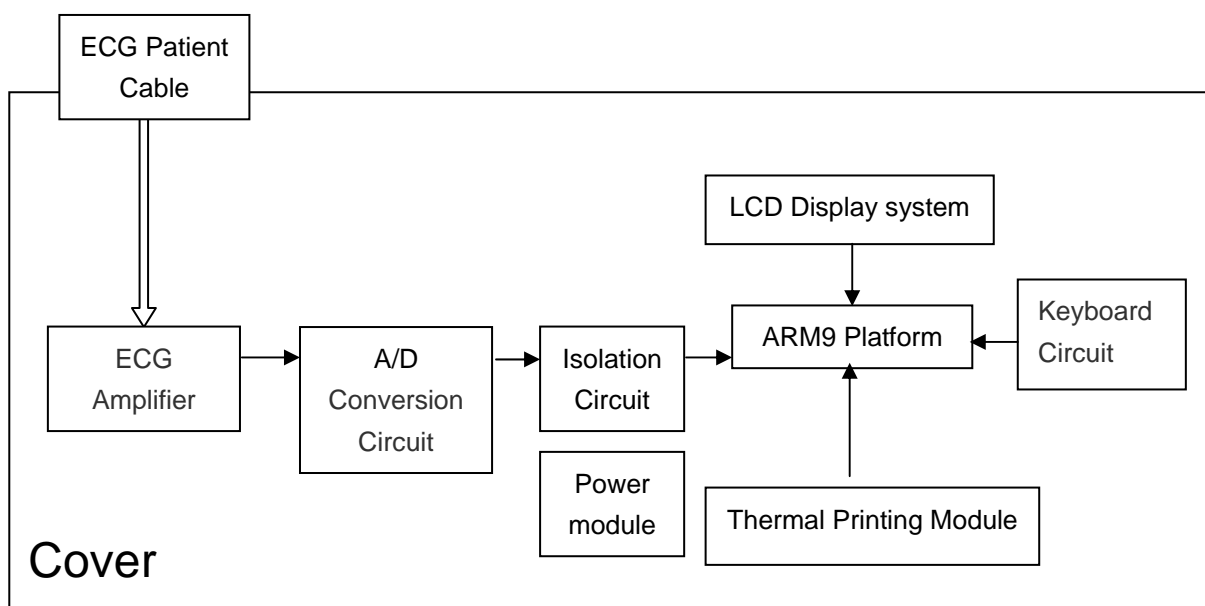 ECG Patient
Cable
LCD Display system
Keyboard
Circuit
ARM9 Platform
ECG
Amplifier
A/D
Conversion
Circuit
Isolation
Circuit
Power
module
Thermal Printing Module
Cover